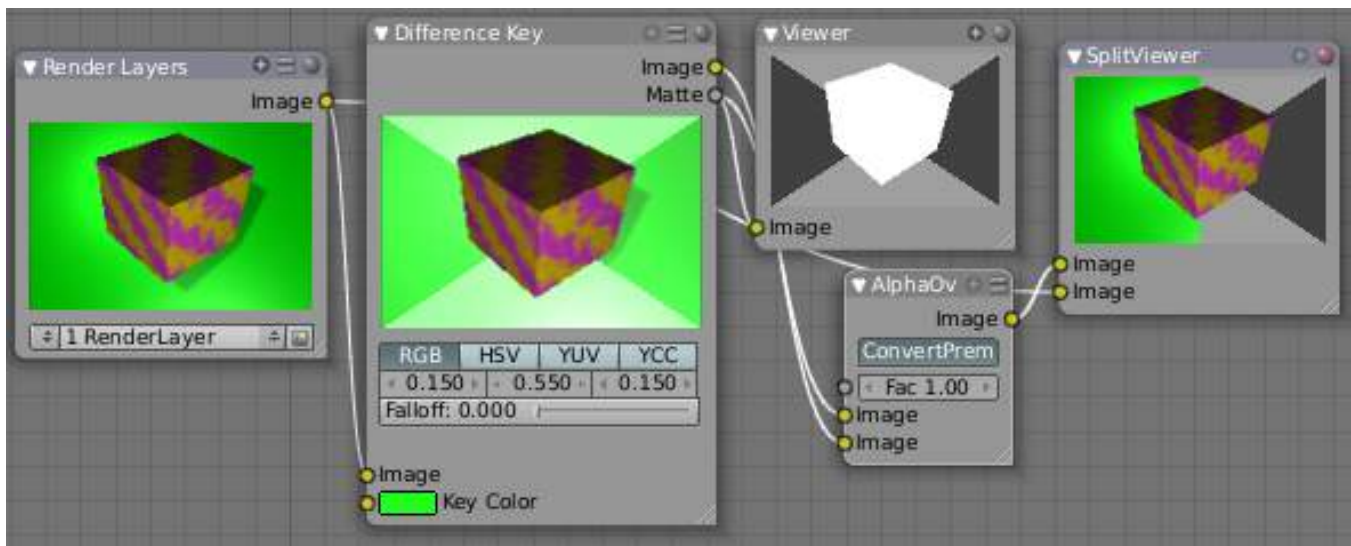 Render Layers
Image
1 RenderLayer
Difference Key
Image
Matte
RGB HSV YUV YCC
0.150 0.550 0.150
Falloff: 0.000
Image
Key Color
Viewer
Image
AlphaOv
Image
ConvertPrem
Fac 1.00
Image
Image
SplitViewer
Image
Image